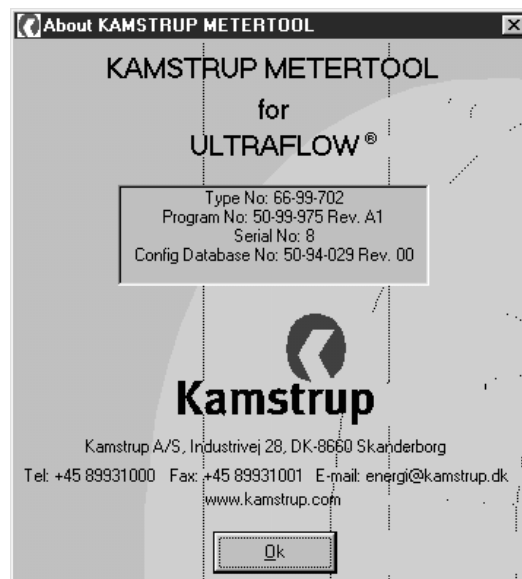 About KAMSTRUP METERTOOL
KAMSTRUP METERTOOL
for
ULTRAFLOW ®
Type No: 66-99-702
Program No: 50-99-975 Rev. A1
Serial No: 8
Config Database No: 50-94-029 Rev. 00
Kamstrup
Kamstrup A/S, Industrivej 28, DK-8660 Skanderborg
Tel: +45 89931000 Fax: +45 89931001 E-mail: energi@kamstrup.dk
www.kamstrup.com
Ok